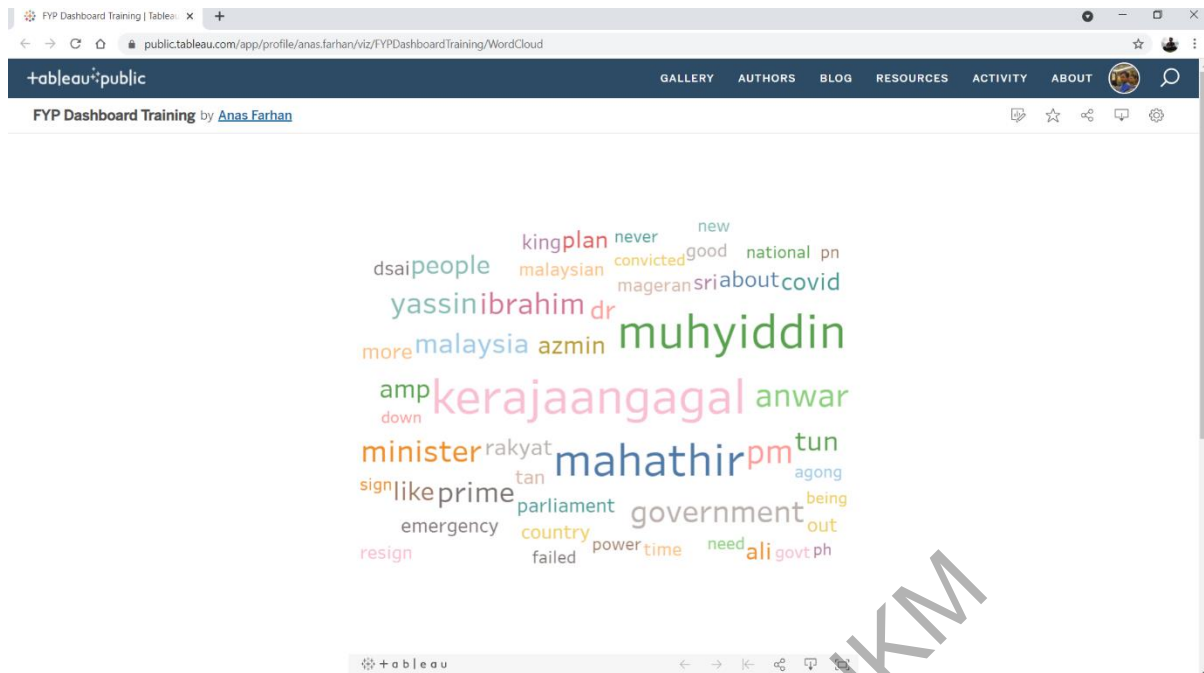 FYP Dashboard Training | Tablea
public.tableau.com/app/profile/anas.farhan/viz/FYPDashboardTraining/WordCloud
+ableau public GALLERY AUTHORS BLOG RESOURCES ACTIVITY ABOUT
FYP Dashboard Training by Anas Farhan
new
king plan never
good national pn
dsai people malaysian convicted
mageran sri about covid
yassin ibrahim dr
muhyiddin
more malaysia azmin
amp kerajaangagal anwar
down
minister rakyat mahathir pm tun
tan agong
sign like prime being
parliament government
emergency country out
resign failed power time need ali govt ph
+ableau
UKM